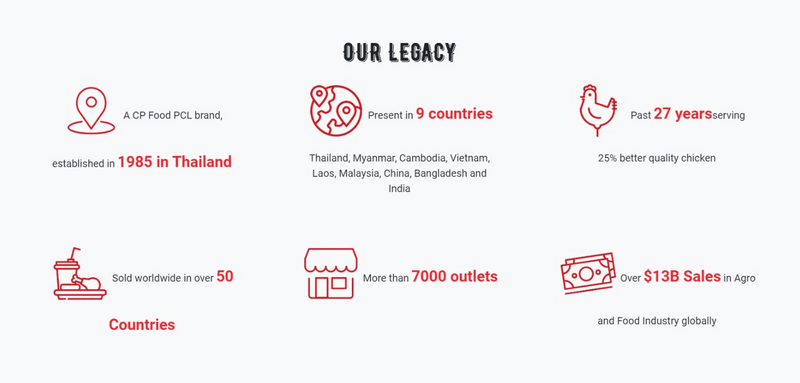 OUR LEGACY
A CP Food PCL brand,
established in 1985 in Thailand
Present in 9 countries
Thailand, Myanmar, Cambodia, Vietnam,
Laos, Malaysia, China, Bangladesh and
India
Past 27 yearsserving
25% better quality chicken
Sold worldwide in over 50
Countries
More than 7000 outlets
Over $13B Sales in Agro
and Food Industry globally